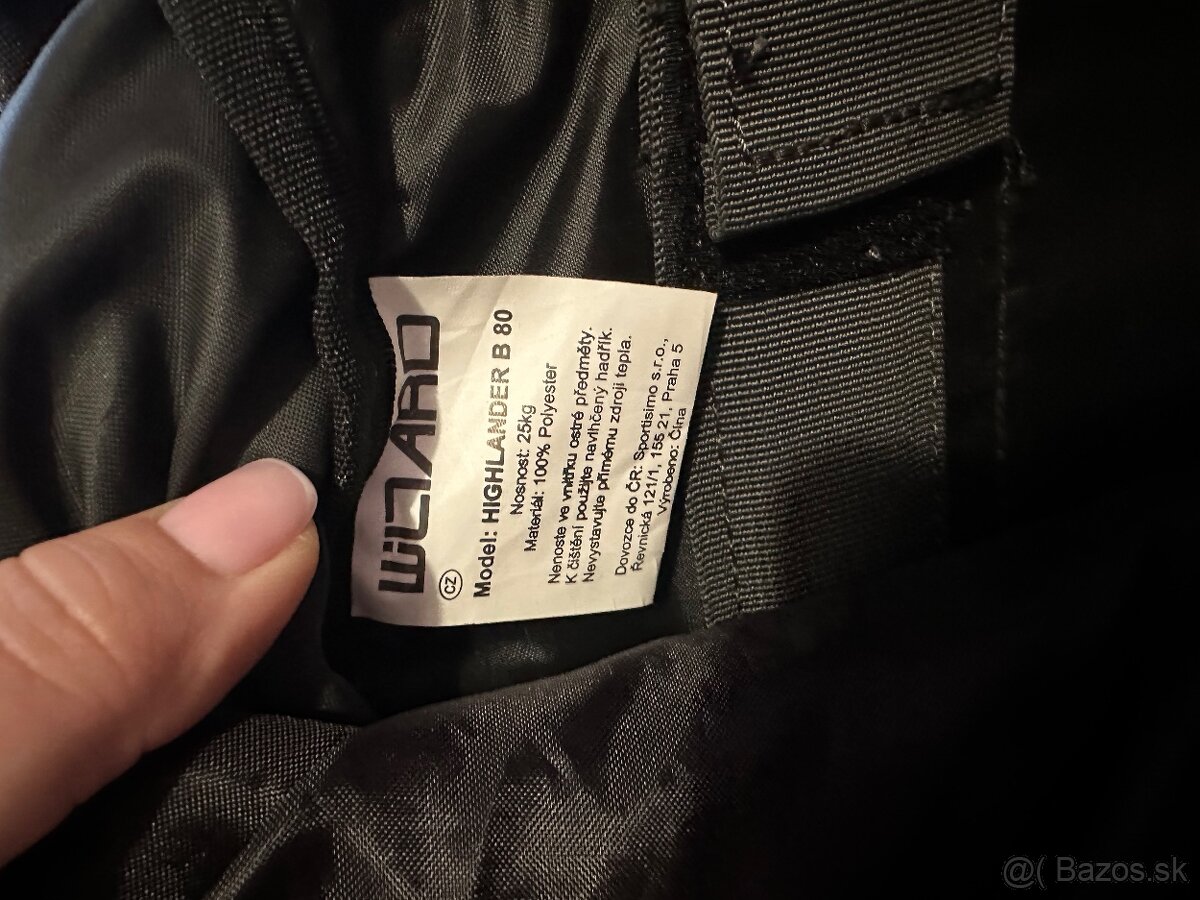 WILLARD
CZ
Model: HIGHLANDER B 80
Nosnost: 25kg
Materiál: 100% Polyester
Nenoste ve vnitřku ostré předměty.
K čištění použijte navlhčený hadřík.
Nevystavujte přímému zdroji tepla.
Dovozce do ČR: Sportisimo s.r.o.,
Řevnická 121/1, 155 21, Praha 5
Vyrobeno: Čína
@( Bazos.sk